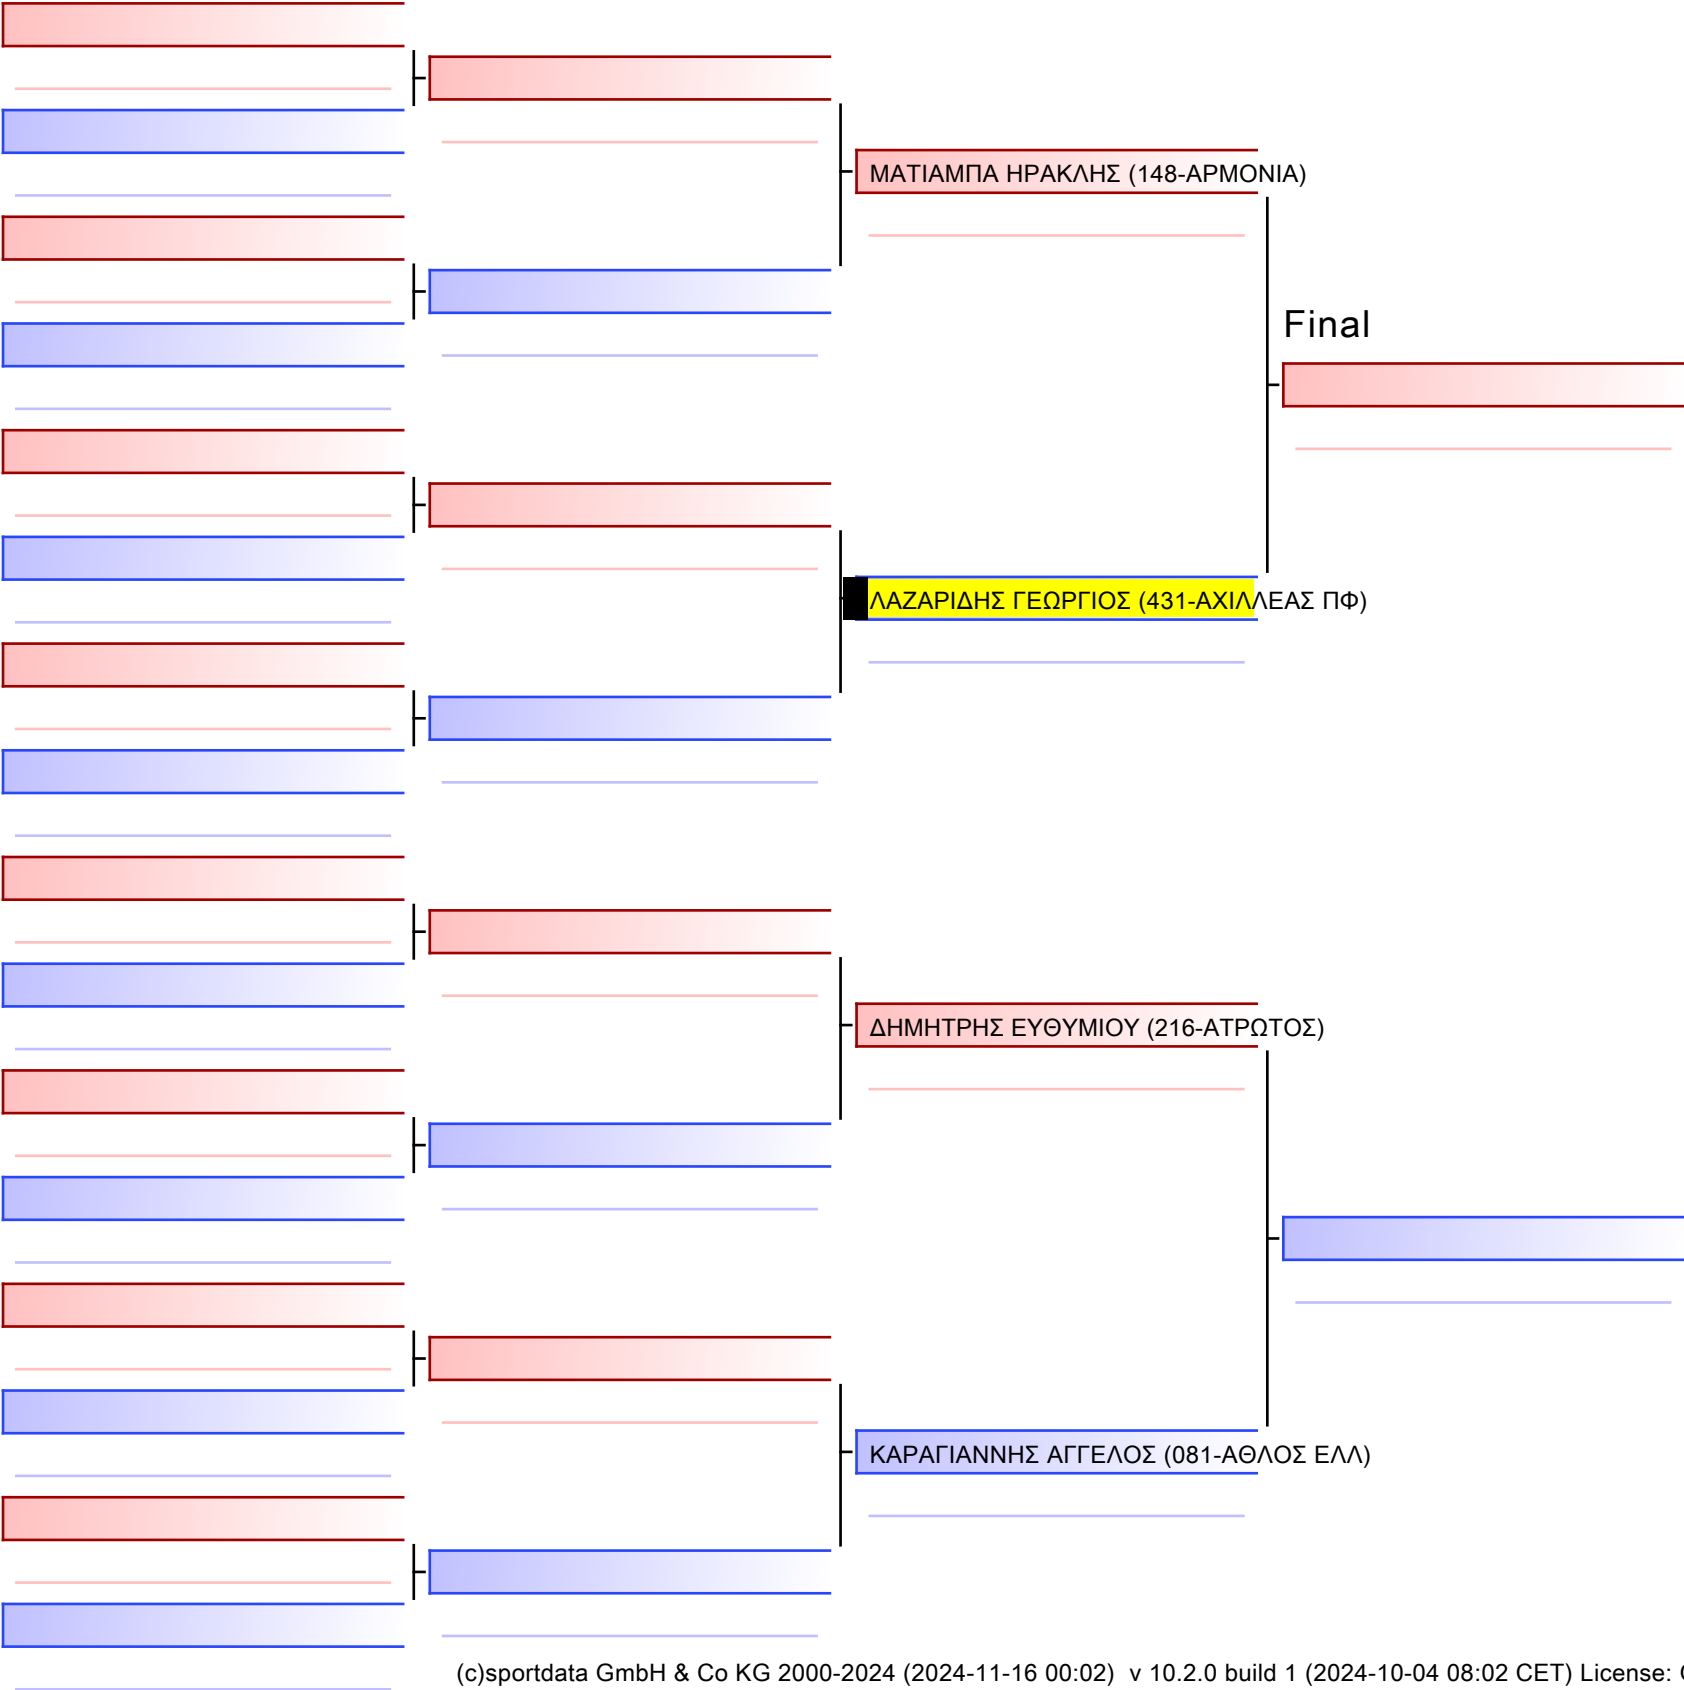 ΜΑΤΙΑΜΠΑ ΗΡΑΚΛΗΣ (148-ΑΡΜΟΝΙΑ)
Final
ΛΑΖΑΡΙΔΗΣ ΓΕΩΡΓΙΟΣ (431-ΑΧΙΛΛΕΑΣ ΠΦ)
ΔΗΜΗΤΡΗΣ ΕΥΘΥΜΙΟΥ (216-ΑΤΡΩΤΟΣ)
ΚΑΡΑΓΙΑΝΝΗΣ ΑΓΓΕΛΟΣ (081-ΑΘΛΟΣ ΕΛΛ)
(c)sportdata GmbH & Co KG 2000-2024 (2024-11-16 00:02) v 10.2.0 build 1 (2024-10-04 08:02 CET) License: